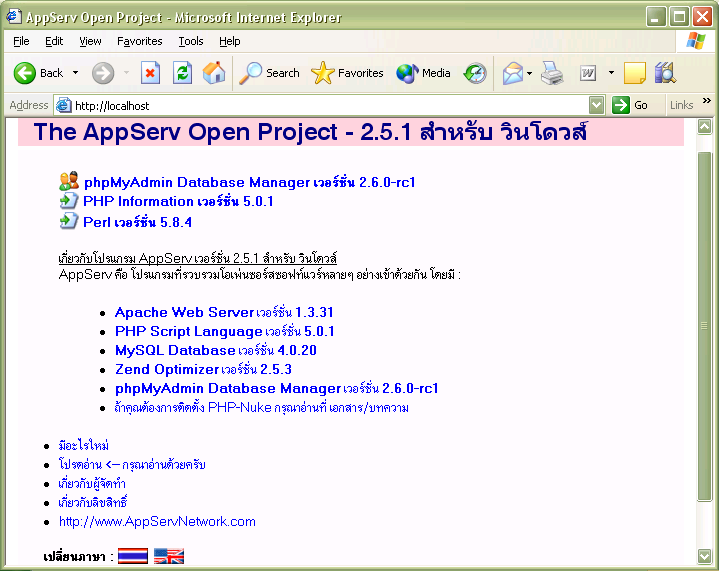 AppServ Open Project - Microsoft Internet Explorer
File Edit View Favorites Tools Help
Back Search Favorites Media
Address http://localhost Go Links »
The AppServ Open Project - 2.5.1 สำหรับ วินโดวส์
phpMyAdmin Database Manager เวอร์ชั่น 2.6.0-rc1
PHP Information เวอร์ชั่น 5.0.1
Perl เวอร์ชั่น 5.8.4
เกี่ยวกับโปรแกรม AppServ เวอร์ชั่น 2.5.1 สำหรับ วินโดวส์
AppServ คือ โปรแกรมที่รวบรวมโอเพ่นซอร์สซอฟท์แวร์หลายๆ อย่างเข้าด้วยกัน โดยมี :
• Apache Web Server เวอร์ชั่น 1.3.31
• PHP Script Language เวอร์ชั่น 5.0.1
• MySQL Database เวอร์ชั่น 4.0.20
• Zend Optimizer เวอร์ชั่น 2.5.3
• phpMyAdmin Database Manager เวอร์ชั่น 2.6.0-rc1
• ถ้าคุณต้องการติดตั้ง PHP-Nuke กรุณาอ่านที่ เอกสาร/บทความ
• มีอะไรใหม่
• โปรดอ่าน <-- กรุณาอ่านด้วยครับ
• เกี่ยวกับผู้จัดทำ
• เกี่ยวกับลิขสิทธิ์
• http://www.AppServNetwork.com
เปลี่ยนภาษา :